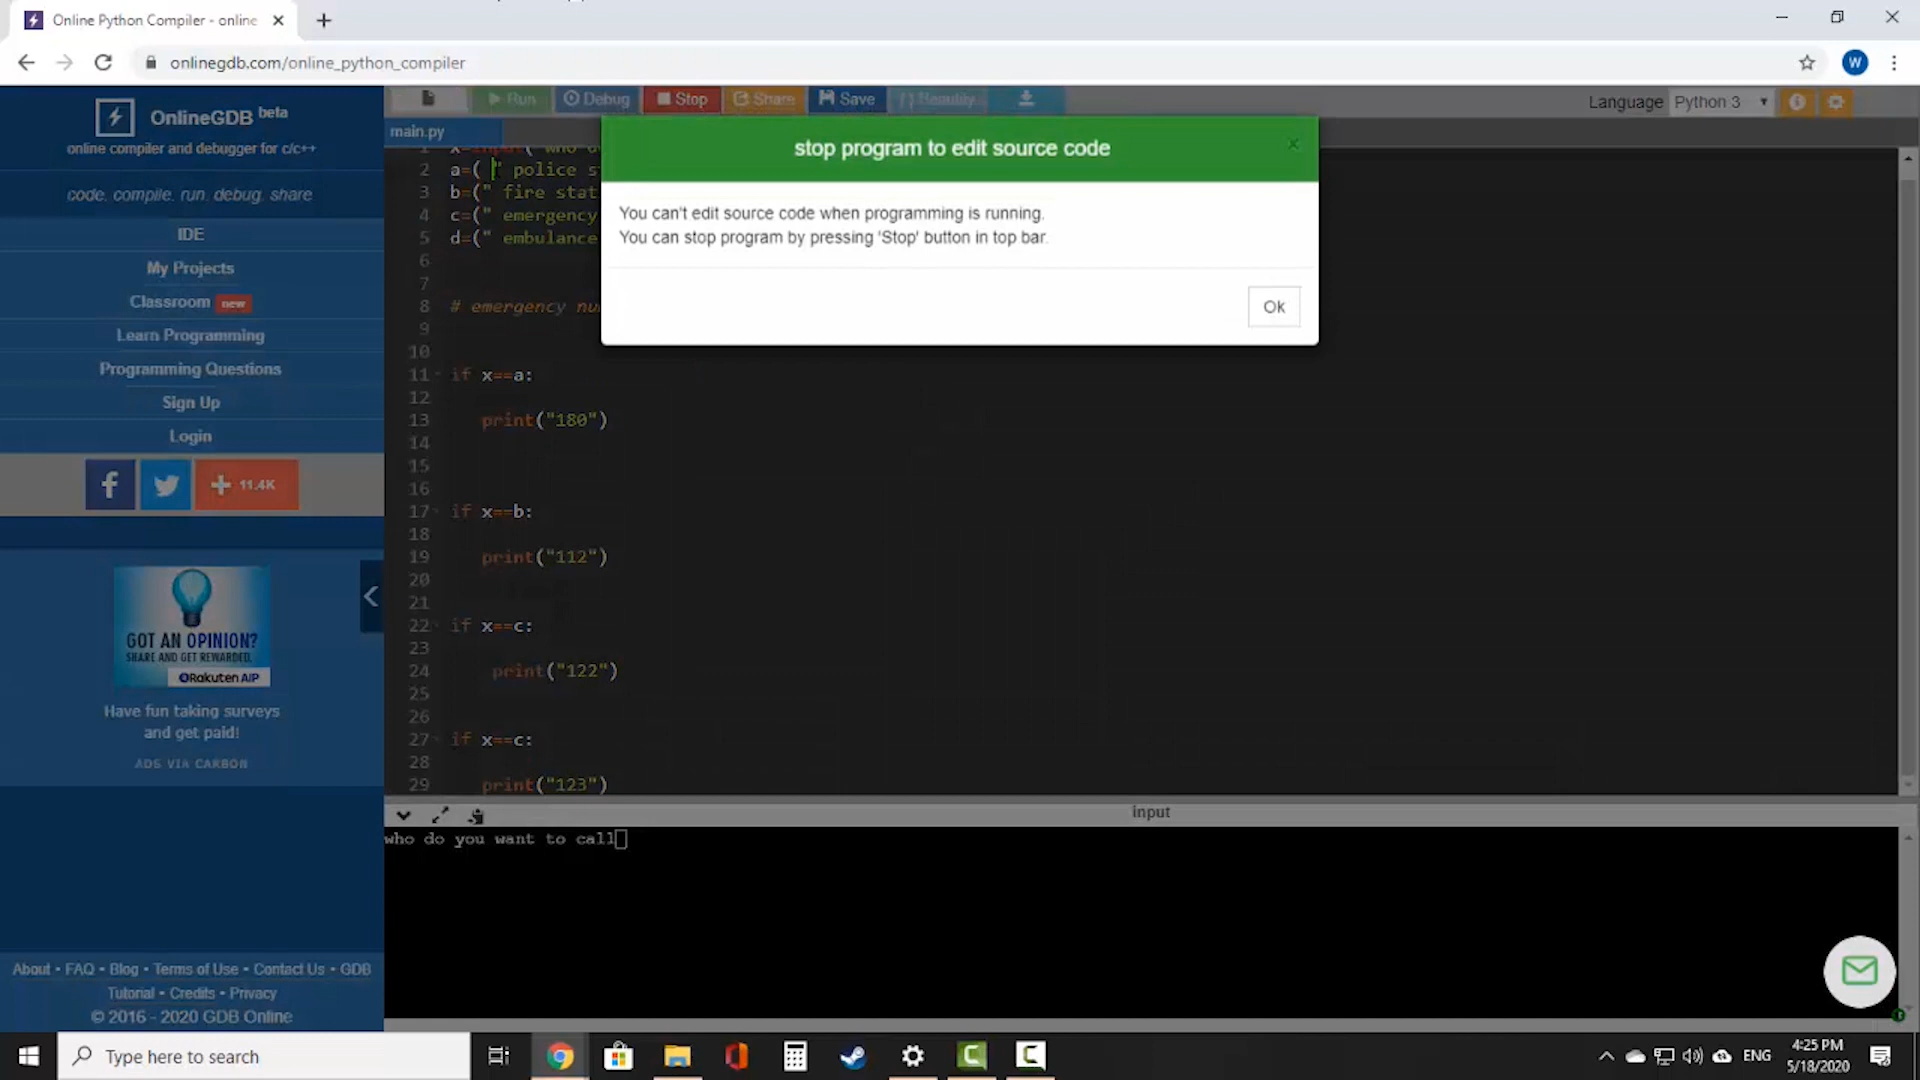 Online Python Compiler - online
onlinegdb.com/online_python_compiler
W
OnlineGDB beta
online compiler and debugger for c/c++
code. compile. run. debug. share
IDE
My Projects
Classroom new
Learn Programming
Programming Questions
Sign Up
Login
f
+ 11.4K
GOT AN OPINION?
SHARE AND GET REWARDED.
Rakuten AIP
Have fun taking surveys
and get paid!
ADS VIA CARBON
About • FAQ • Blog • Terms of Use • Contact Us • GDB
Tutorial • Credits • Privacy
© 2016 - 2020 GDB Online
Run Debug Stop Share Save { } Beautify
Language Python 3
main.py
stop program to edit source code
You can't edit source code when programming is running.
You can stop program by pressing 'Stop' button in top bar.
Ok
1 x=input( who d
2 a=( " police s
3 b=(" fire stat
4 c=(" emergency
5 d=(" embulance
6
7
8 # emergency nu
9
10
11 if x==a:
12
13 print("180")
14
15
16
17 if x==b:
18
19 print("112")
20
21
22 if x==c:
23
24 print("122")
25
26
27 if x==c:
28
29 print("123")
input
who do you want to call
Type here to search
ENG
4:25 PM
5/18/2020